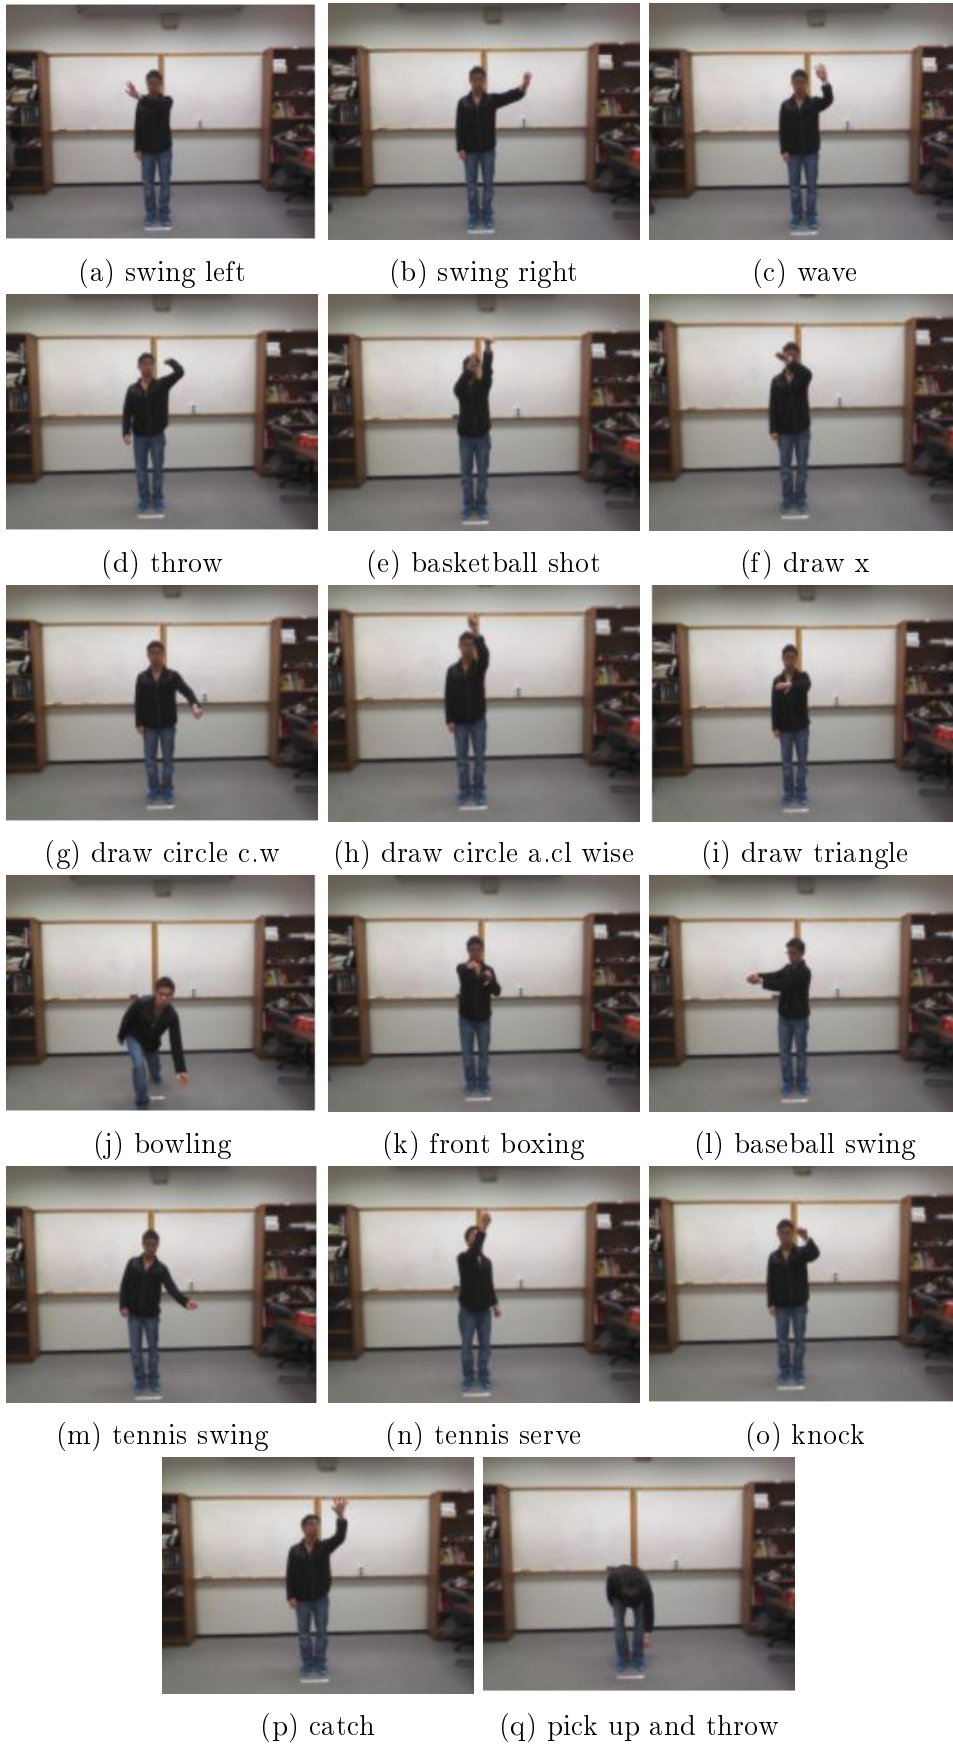 (a) swing left
(b) swing right
(c) wave
(d) throw
(e) basketball shot
(f) draw x
(g) draw circle c.w
(h) draw circle a.cl wise
(i) draw triangle
(j) bowling
(k) front boxing
(l) baseball swing
(m) tennis swing
(n) tennis serve
(o) knock
(p) catch
(q) pick up and throw